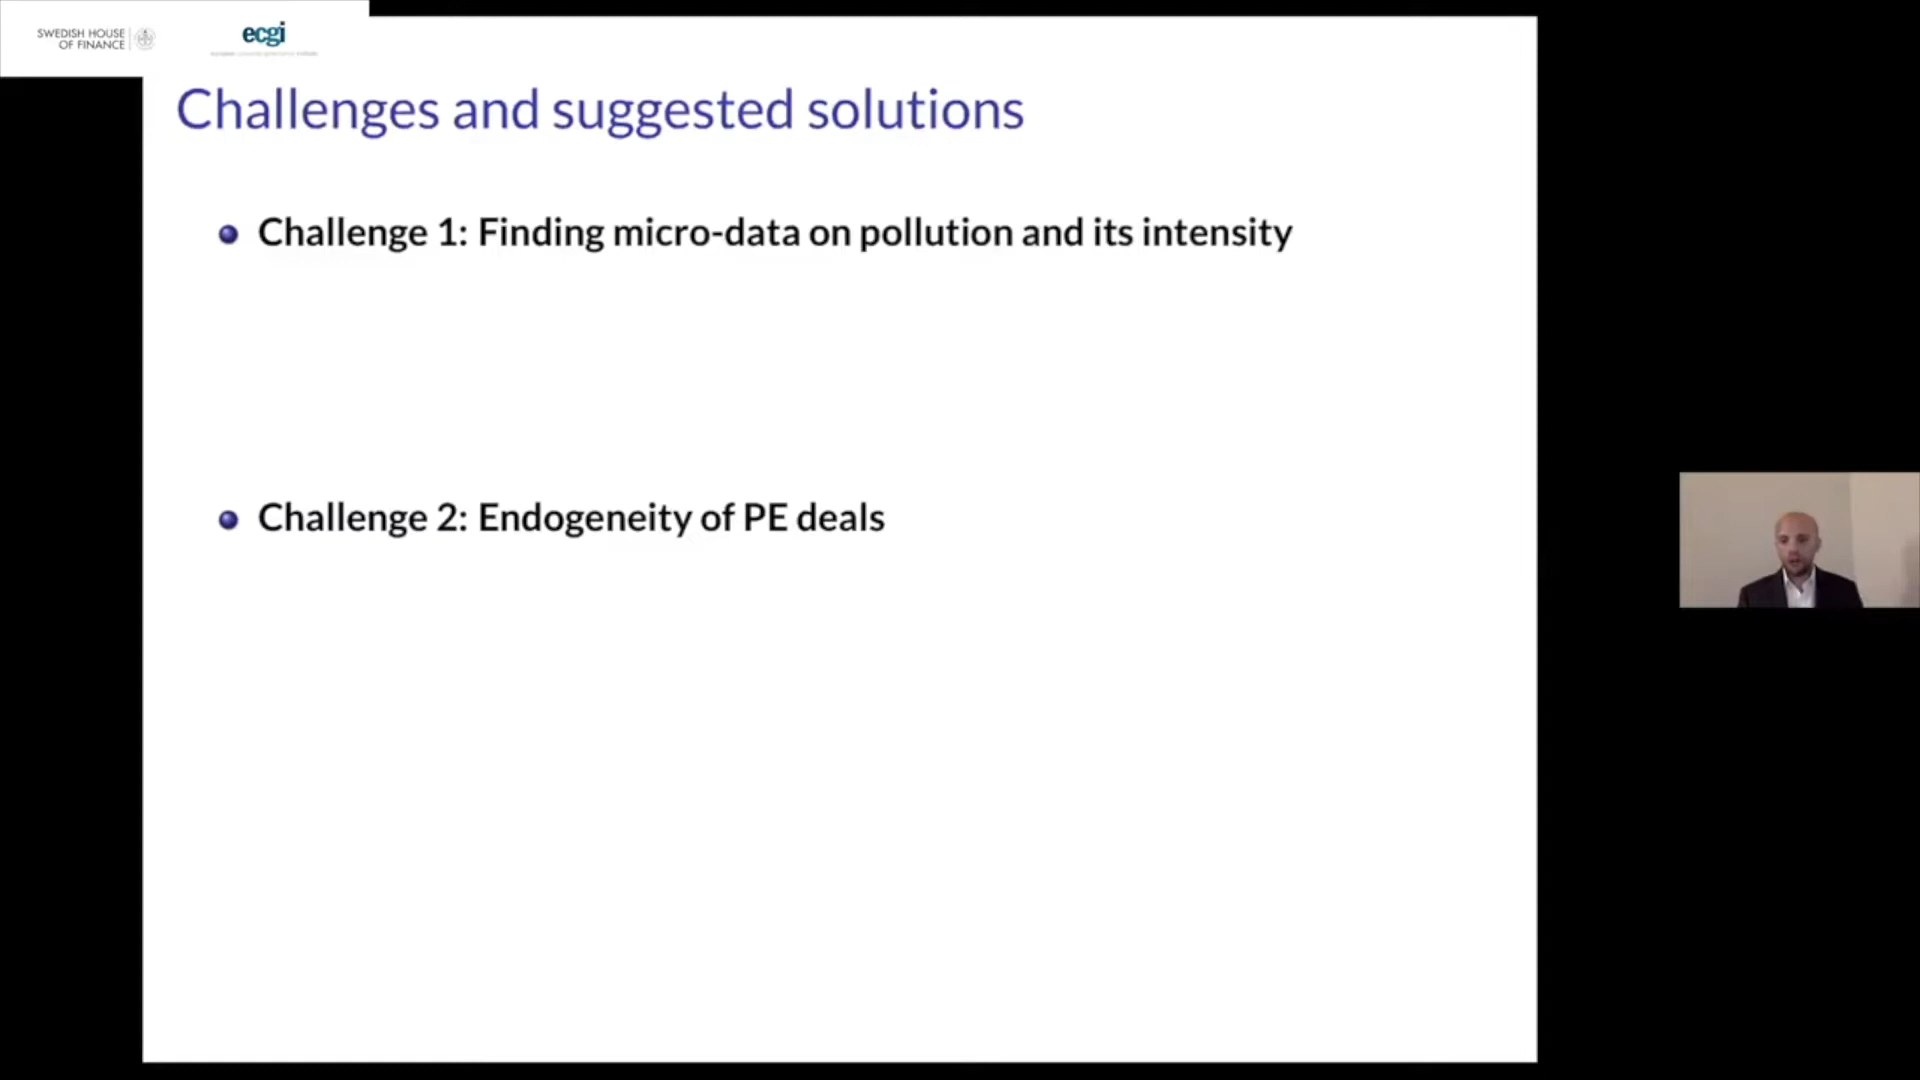 SWEDISH HOUSE
OF FINANCE
ecgi
Challenges and suggested solutions
Challenge 1: Finding micro-data on pollution and its intensity
Challenge 2: Endogeneity of PE deals